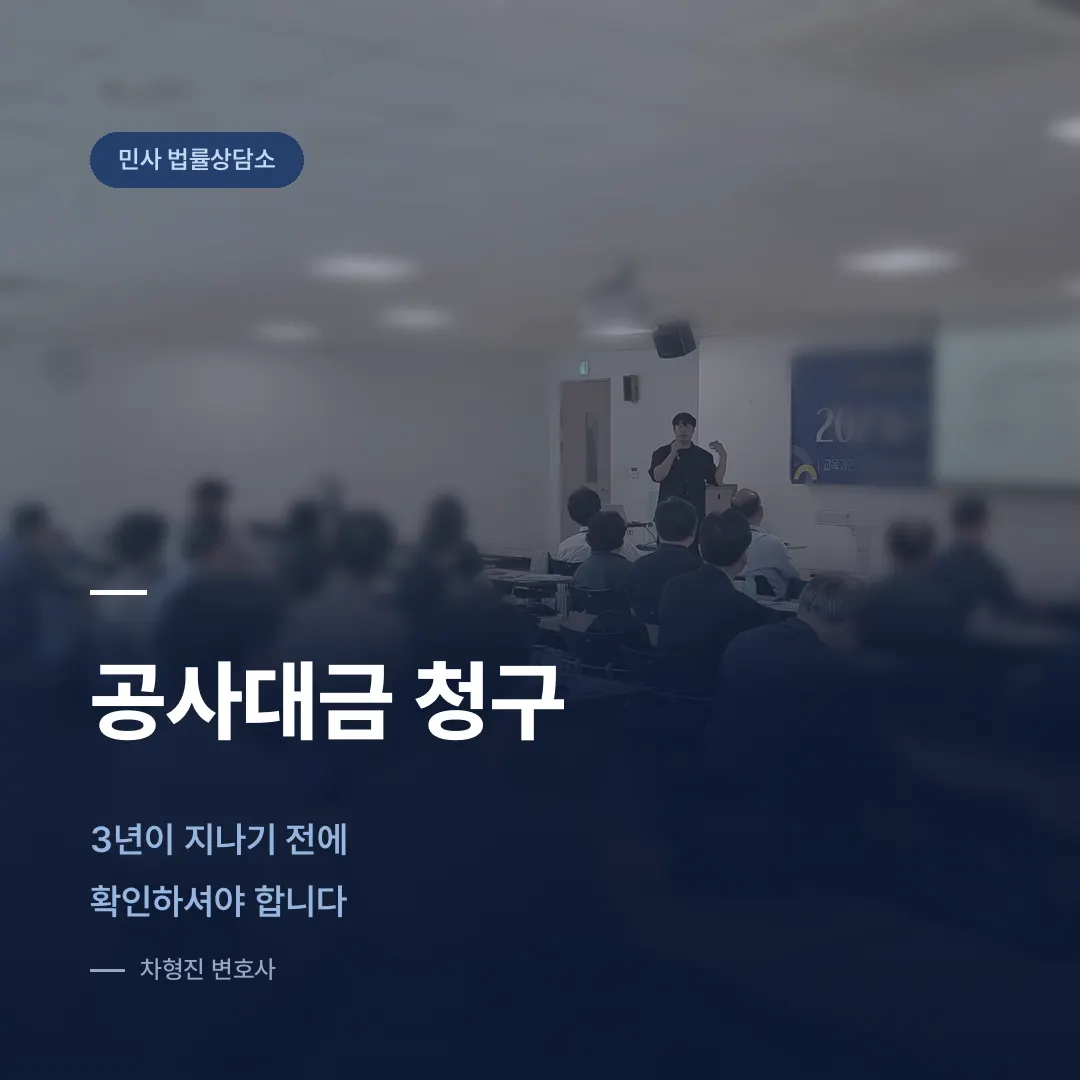 민사 법률상담소
공사대금 청구
3년이 지나기 전에
확인하셔야 합니다
차형진 변호사